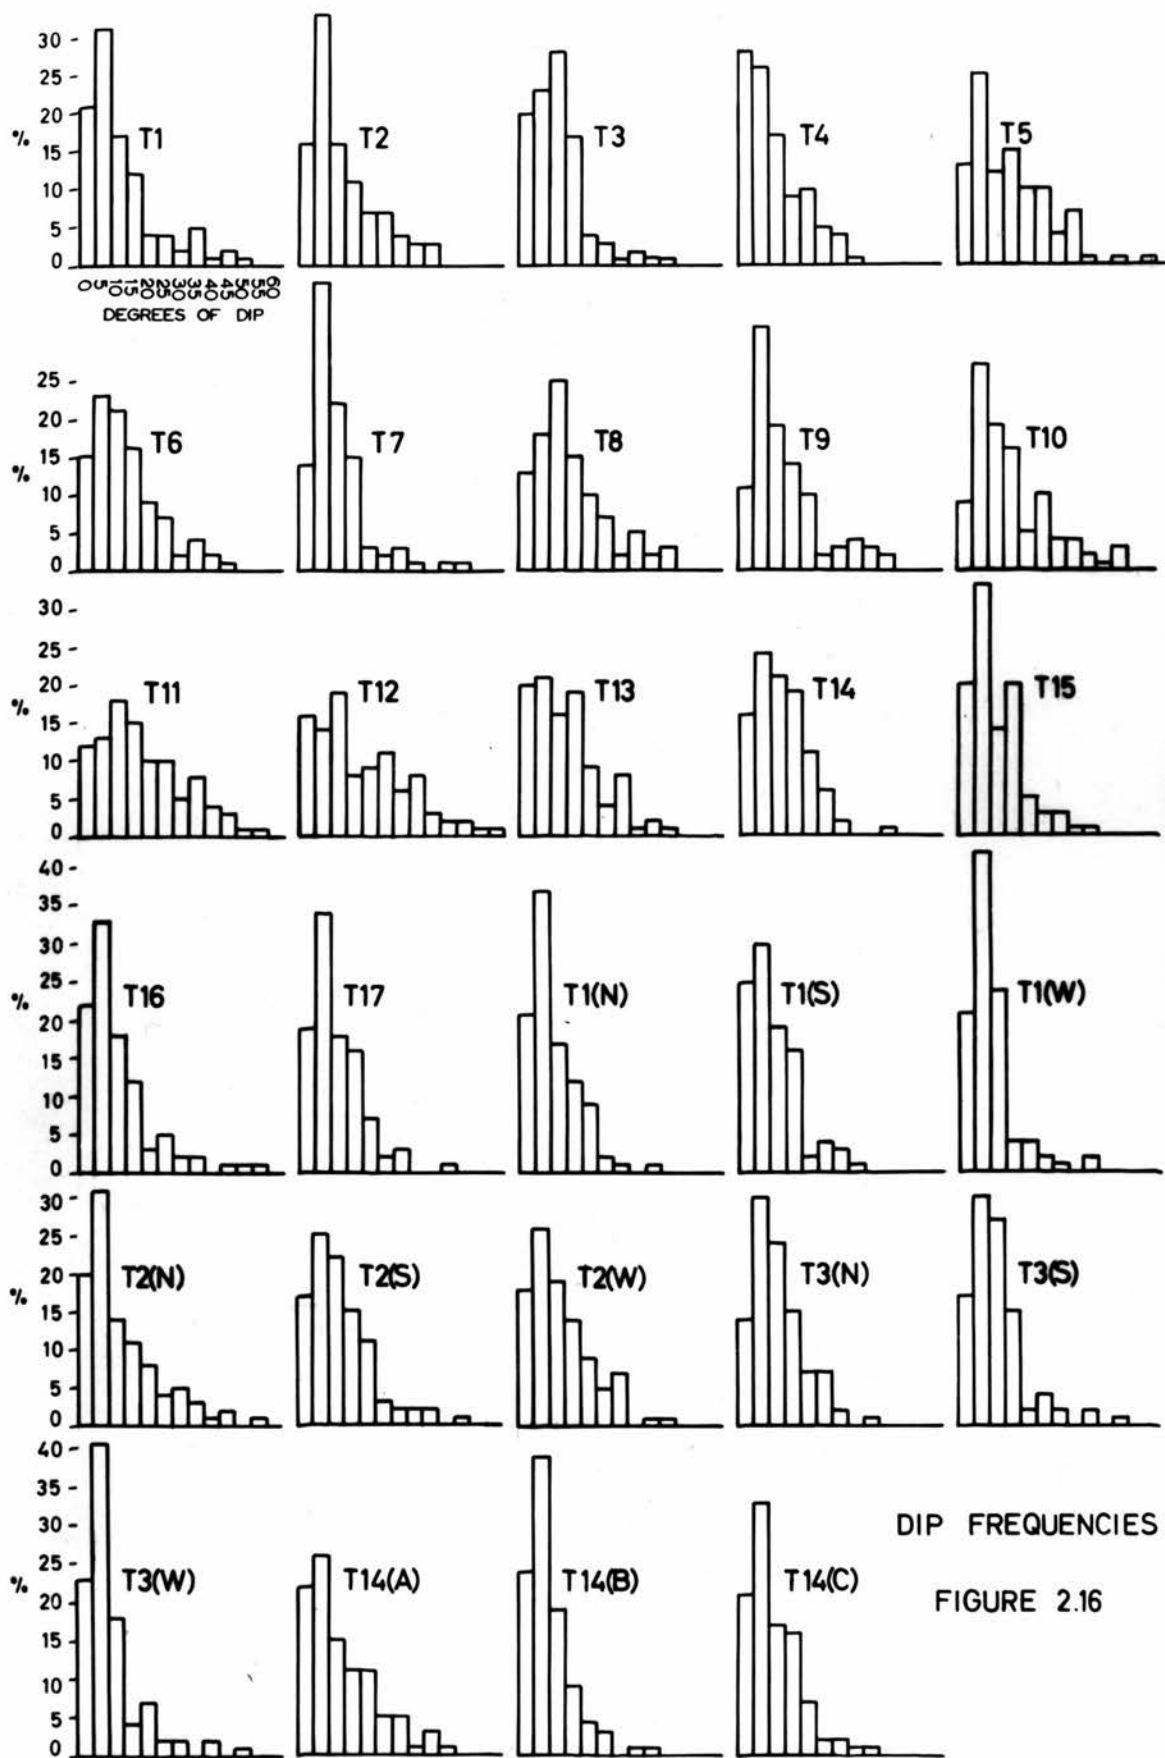 30
25
20
%
15
10
5
0
T1
T2
T3
T4
T5
0 5 10 15 20 25 30 35 40 45 50 55 60
DEGREES OF DIP
25
20
%
15
10
5
0
T6
T7
T8
T9
T10
30
25
20
%
15
10
5
0
T11
T12
T13
T14
T15
40
35
30
25
%
20
15
10
5
0
T16
T17
T1(N)
T1(S)
T1(W)
30
25
20
%
15
10
5
0
T2(N)
T2(S)
T2(W)
T3(N)
T3(S)
40
35
30
25
%
20
15
10
5
0
T3(W)
T14(A)
T14(B)
T14(C)
DIP FREQUENCIES
FIGURE 2.16